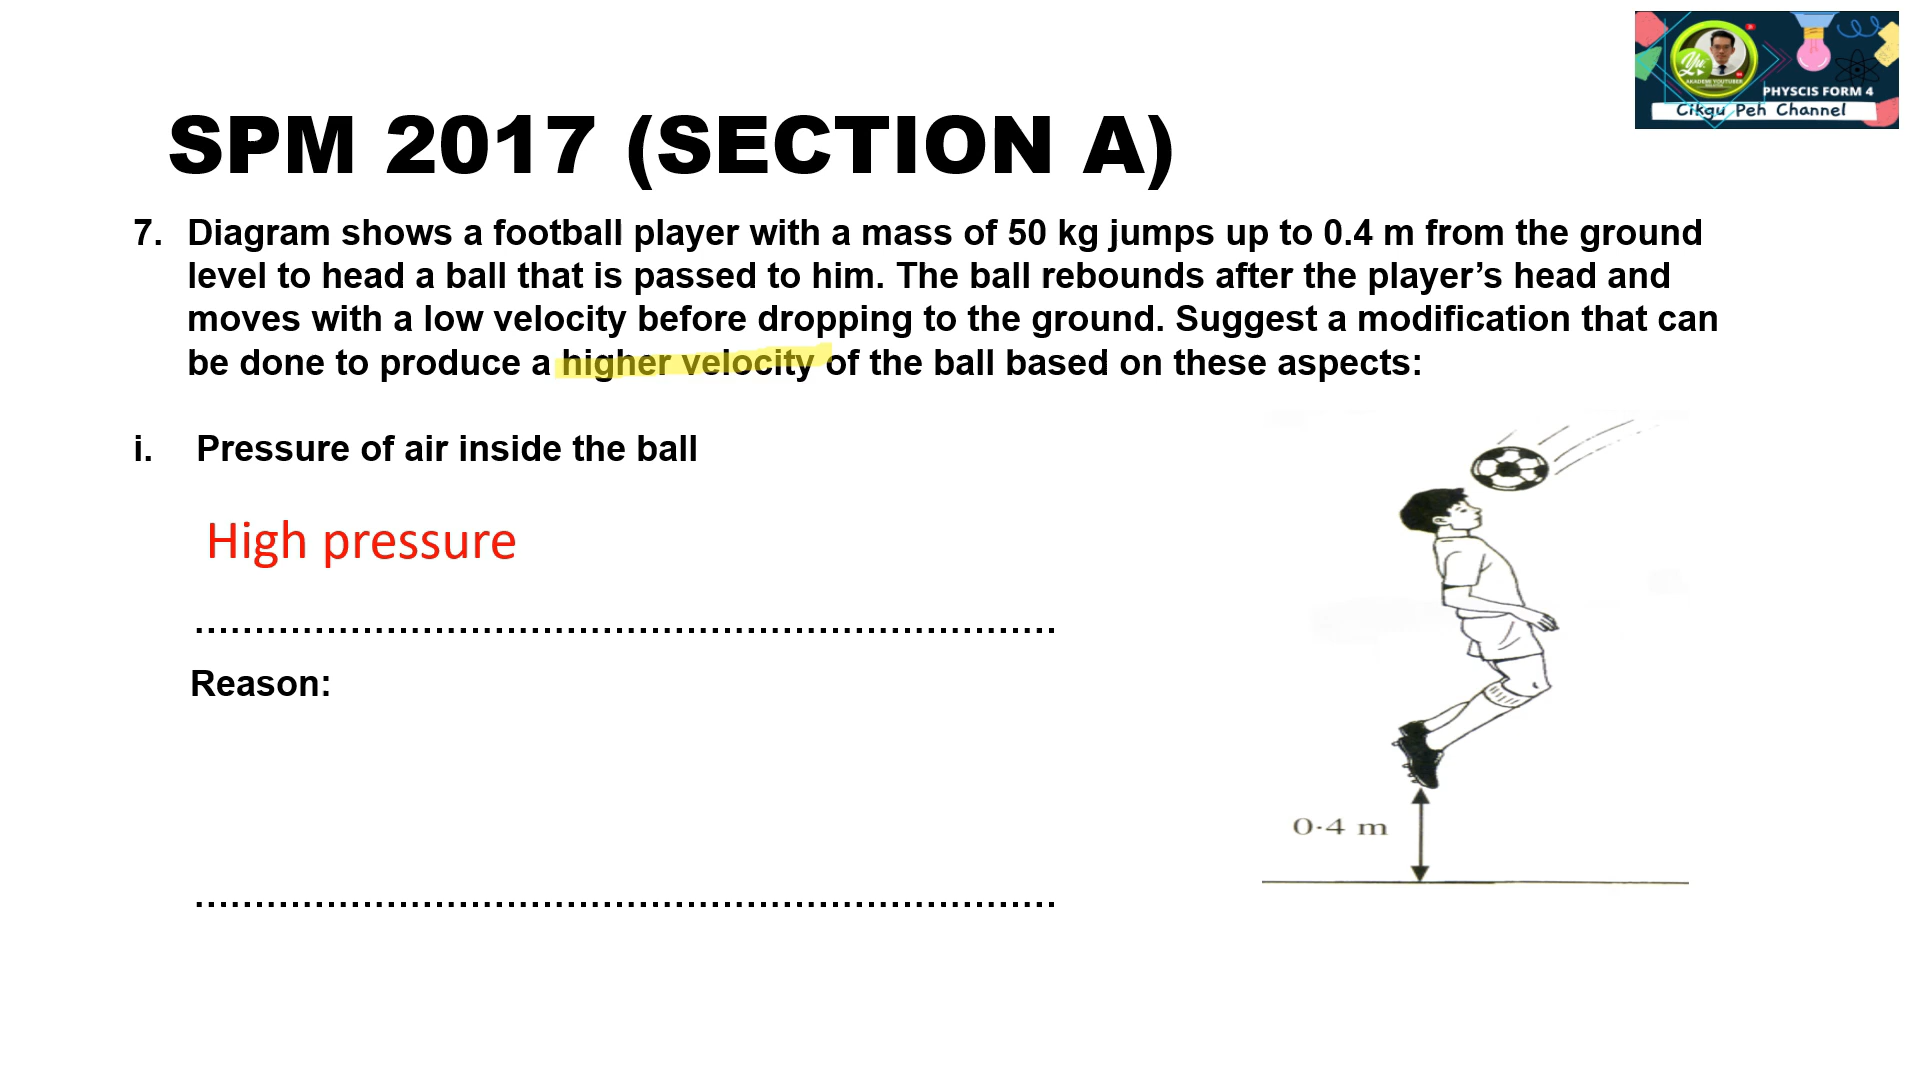 PHYSCIS FORM 4
Cikgu Peh Channel
SPM 2017 (SECTION A)
7. Diagram shows a football player with a mass of 50 kg jumps up to 0.4 m from the ground
level to head a ball that is passed to him. The ball rebounds after the player’s head and
moves with a low velocity before dropping to the ground. Suggest a modification that can
be done to produce a higher velocity of the ball based on these aspects:
i. Pressure of air inside the ball
High pressure
Reason:
0·4 m